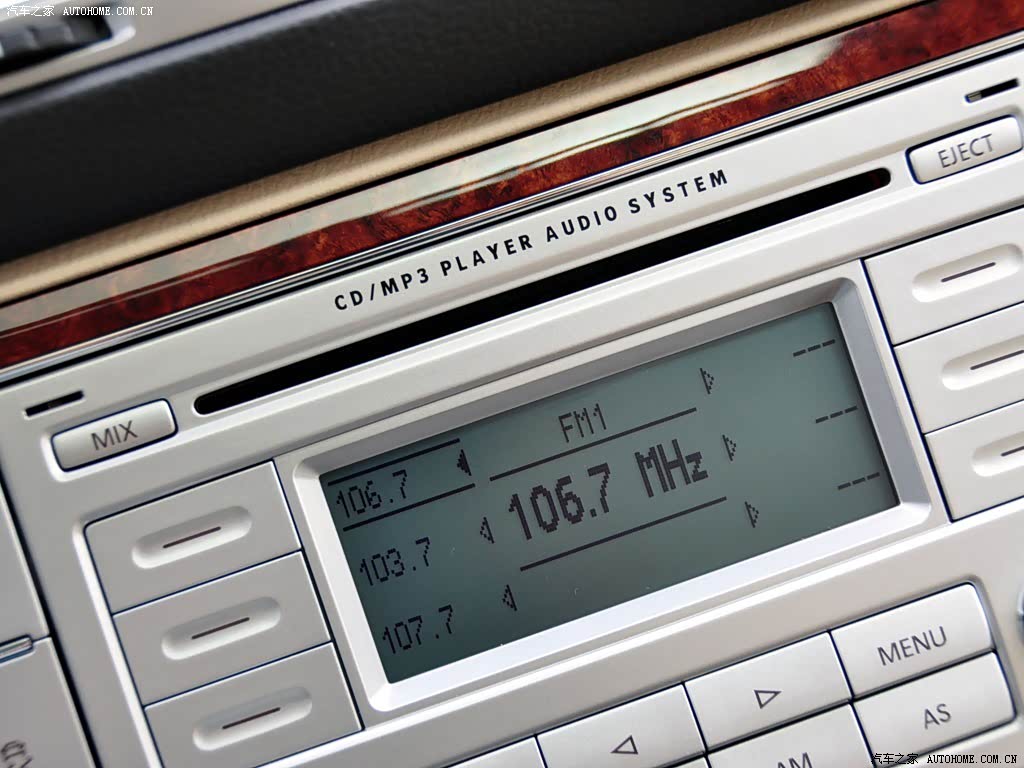 汽车之家 AUTOHOME.COM.CN
EJECT
CD/MP3 PLAYER AUDIO SYSTEM
MIX
FM1
106.7
106.7 MHz
103.7
107.7
---
---
---
MENU
AS
AM
汽车之家 AUTOHOME.COM.CN